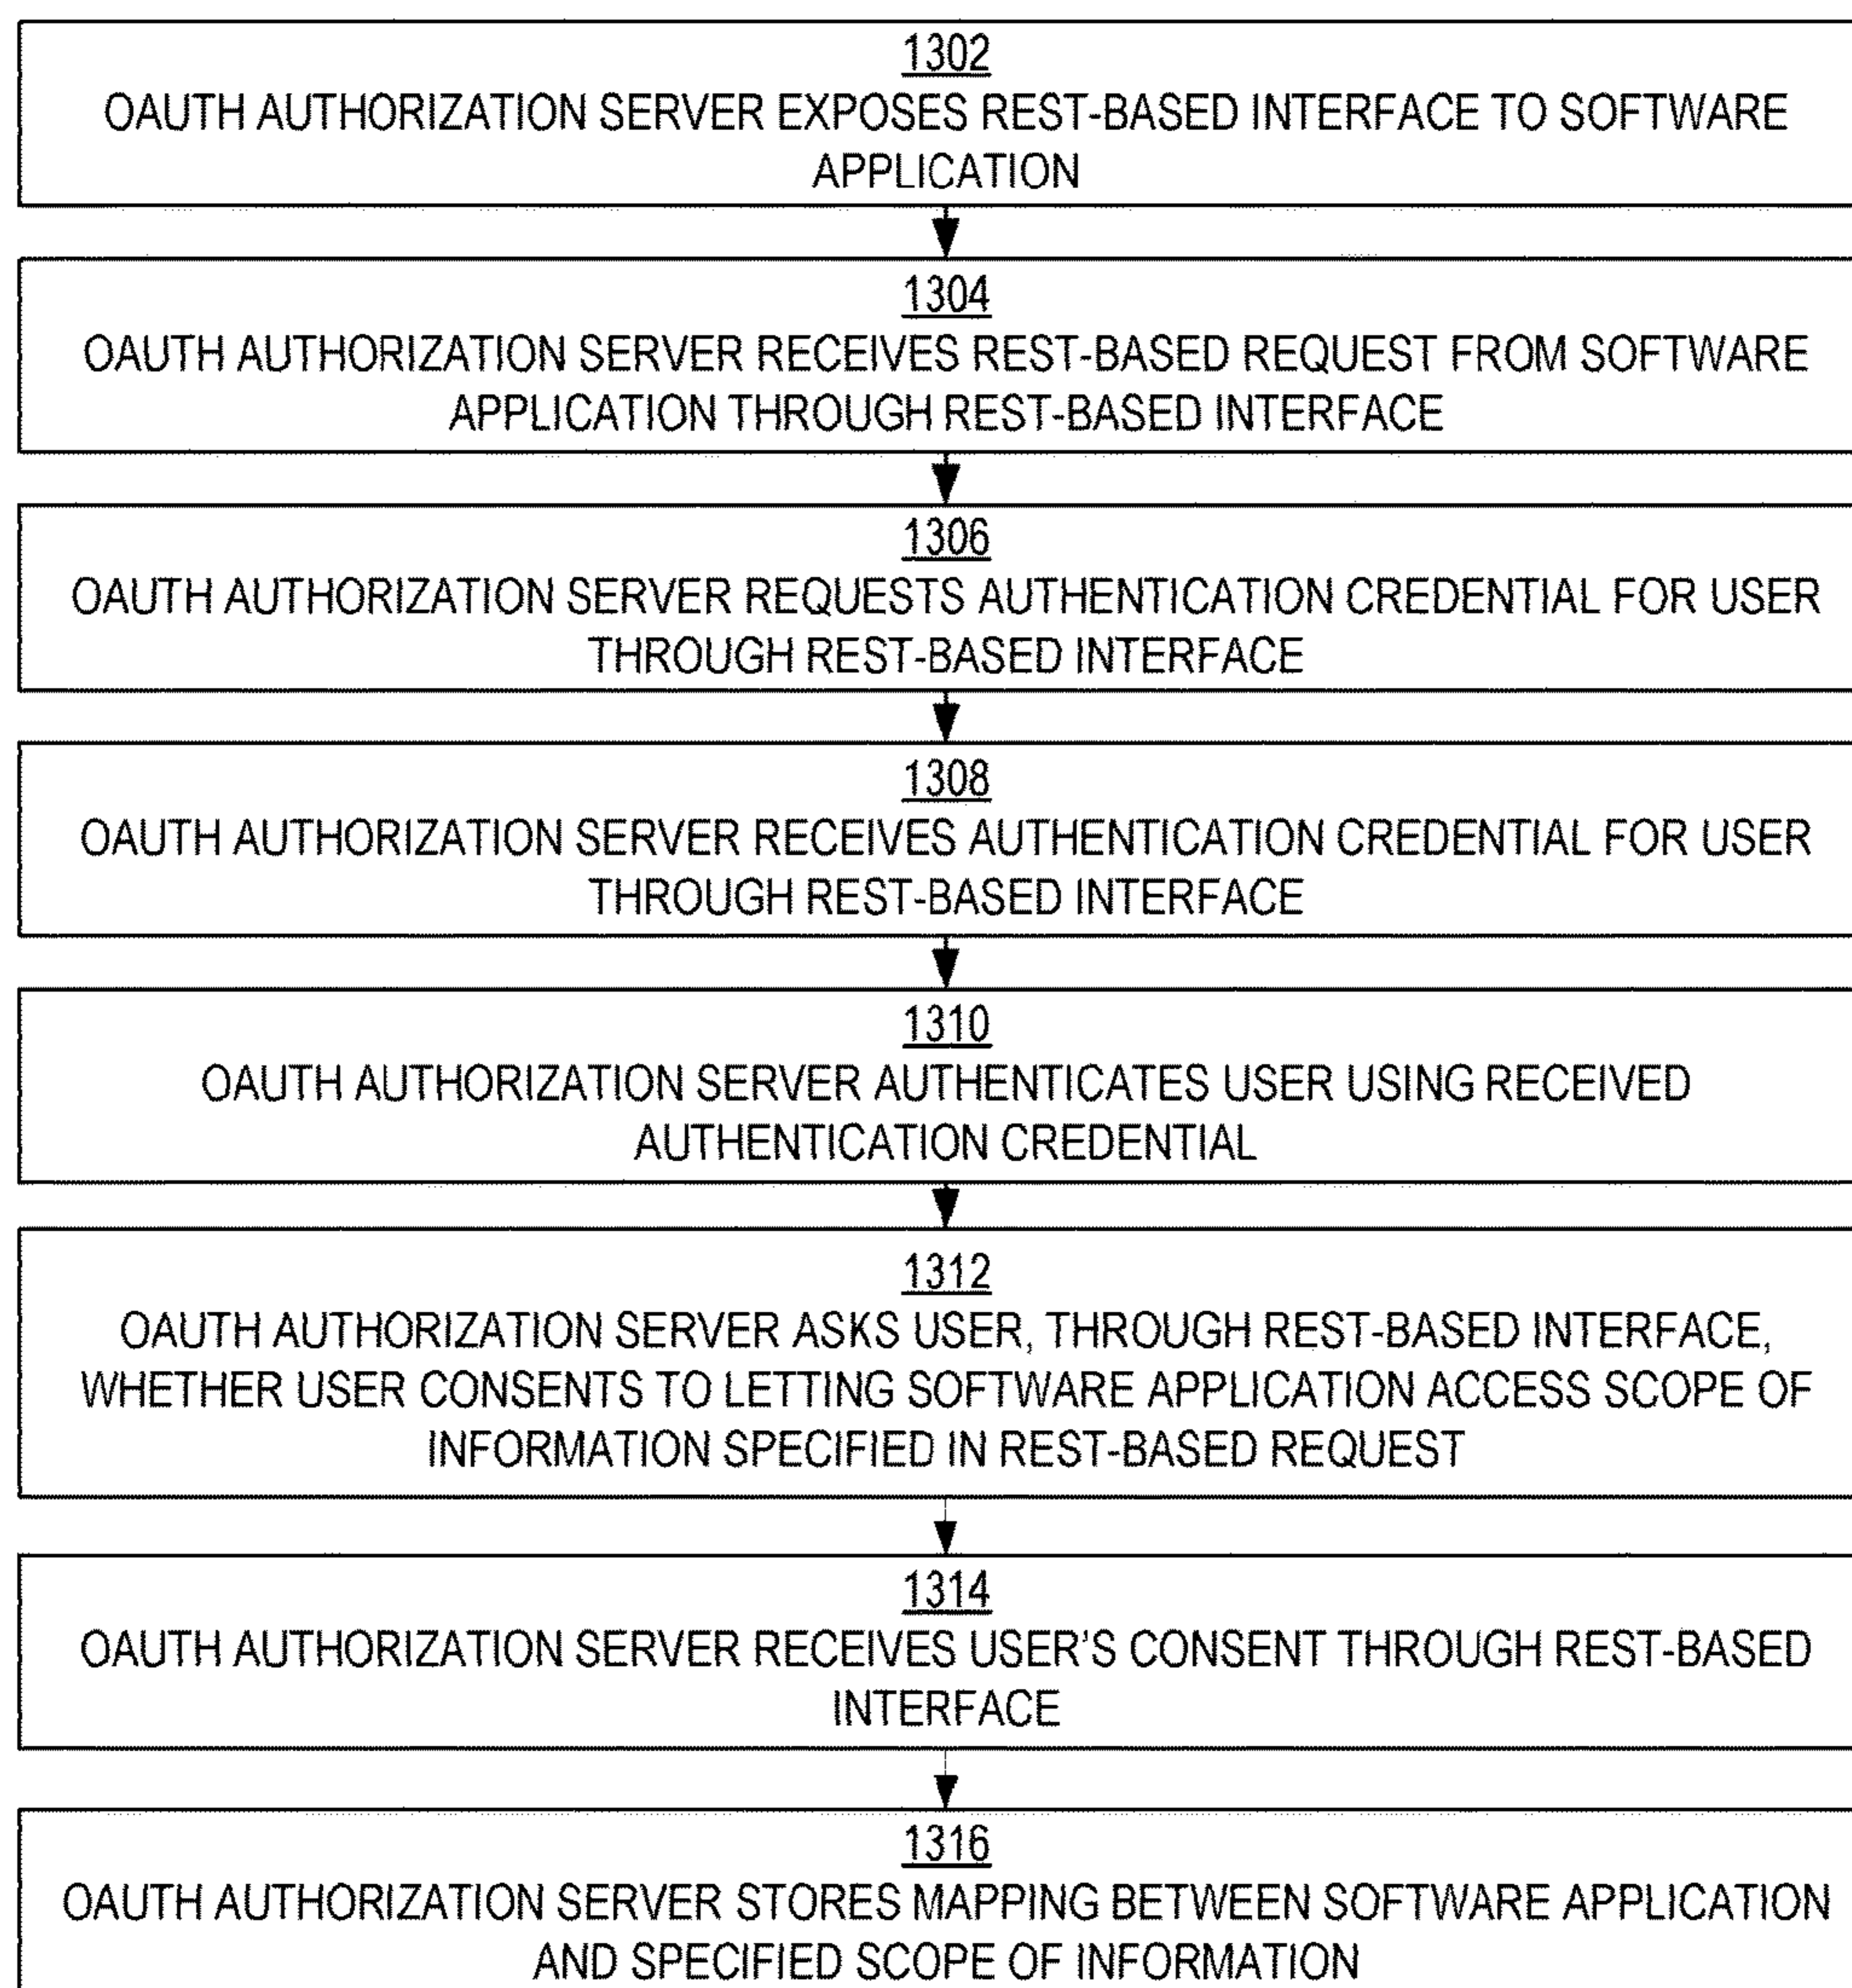 1302
OAUTH AUTHORIZATION SERVER EXPOSES REST-BASED INTERFACE TO SOFTWARE
APPLICATION
1304
OAUTH AUTHORIZATION SERVER RECEIVES REST-BASED REQUEST FROM SOFTWARE
APPLICATION THROUGH REST-BASED INTERFACE
1306
OAUTH AUTHORIZATION SERVER REQUESTS AUTHENTICATION CREDENTIAL FOR USER
THROUGH REST-BASED INTERFACE
1308
OAUTH AUTHORIZATION SERVER RECEIVES AUTHENTICATION CREDENTIAL FOR USER
THROUGH REST-BASED INTERFACE
1310
OAUTH AUTHORIZATION SERVER AUTHENTICATES USER USING RECEIVED
AUTHENTICATION CREDENTIAL
1312
OAUTH AUTHORIZATION SERVER ASKS USER, THROUGH REST-BASED INTERFACE,
WHETHER USER CONSENTS TO LETTING SOFTWARE APPLICATION ACCESS SCOPE OF
INFORMATION SPECIFIED IN REST-BASED REQUEST
1314
OAUTH AUTHORIZATION SERVER RECEIVES USER'S CONSENT THROUGH REST-BASED
INTERFACE
1316
OAUTH AUTHORIZATION SERVER STORES MAPPING BETWEEN SOFTWARE APPLICATION
AND SPECIFIED SCOPE OF INFORMATION